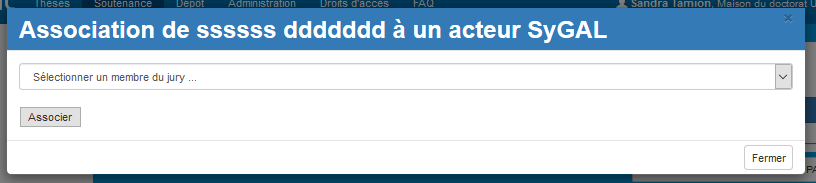 Thèses Soutenance Dépôt Administration Droits d'accès FAQ Sandra Tamion, Maison du doctorat U
×
Association de ssssss ddddddd à un acteur SyGAL
Sélectionner un membre du jury ...
Associer
Fermer